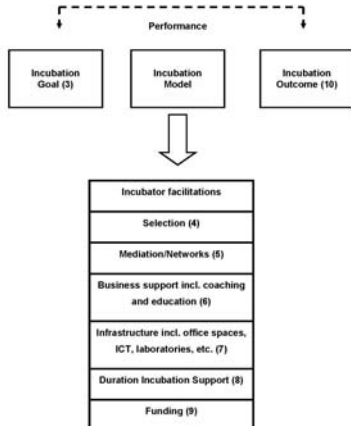 Performance
Incubation
Goal (3)
Incubation
Model
Incubation
Outcome (10)
Incubator facilitations
Selection (4)
Mediation/Networks (5)
Business support incl. coaching
and education (6)
Infrastructure incl. office spaces,
ICT, laboratories, etc. (7)
Duration Incubation Support (8)
Funding (9)